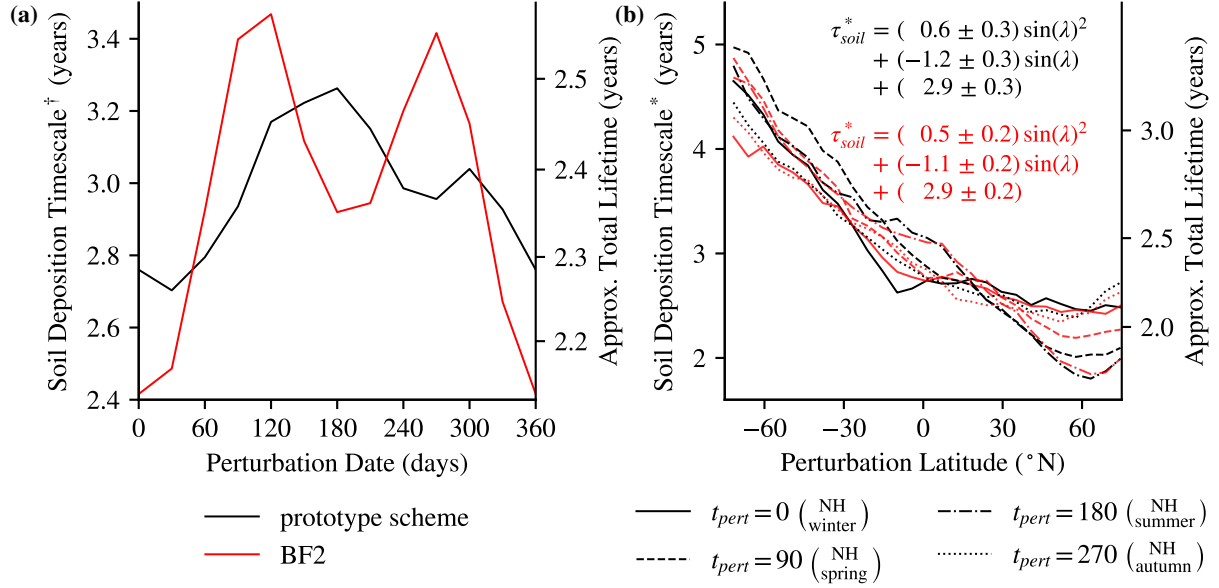 (a)
Soil Deposition Timescale† (years)
3.4
3.2
3.0
2.8
2.6
2.4
0 60 120 180 240 300 360
Perturbation Date (days)
2.5
2.4
2.3
2.2
Approx. Total Lifetime (years)
prototype scheme
BF2
(b)
Soil Deposition Timescale* (years)
5
4
3
2
τ*soil = ( 0.6 ± 0.3) sin(λ)²
+ (−1.2 ± 0.3) sin(λ)
+ ( 2.9 ± 0.3)
τ*soil = ( 0.5 ± 0.2) sin(λ)²
+ (−1.1 ± 0.2) sin(λ)
+ ( 2.9 ± 0.2)
−60 −30 0 30 60
Perturbation Latitude (°N)
3.0
2.5
2.0
Approx. Total Lifetime (years)
tpert = 0 (NH winter)
tpert = 90 (NH spring)
tpert = 180 (NH summer)
tpert = 270 (NH autumn)